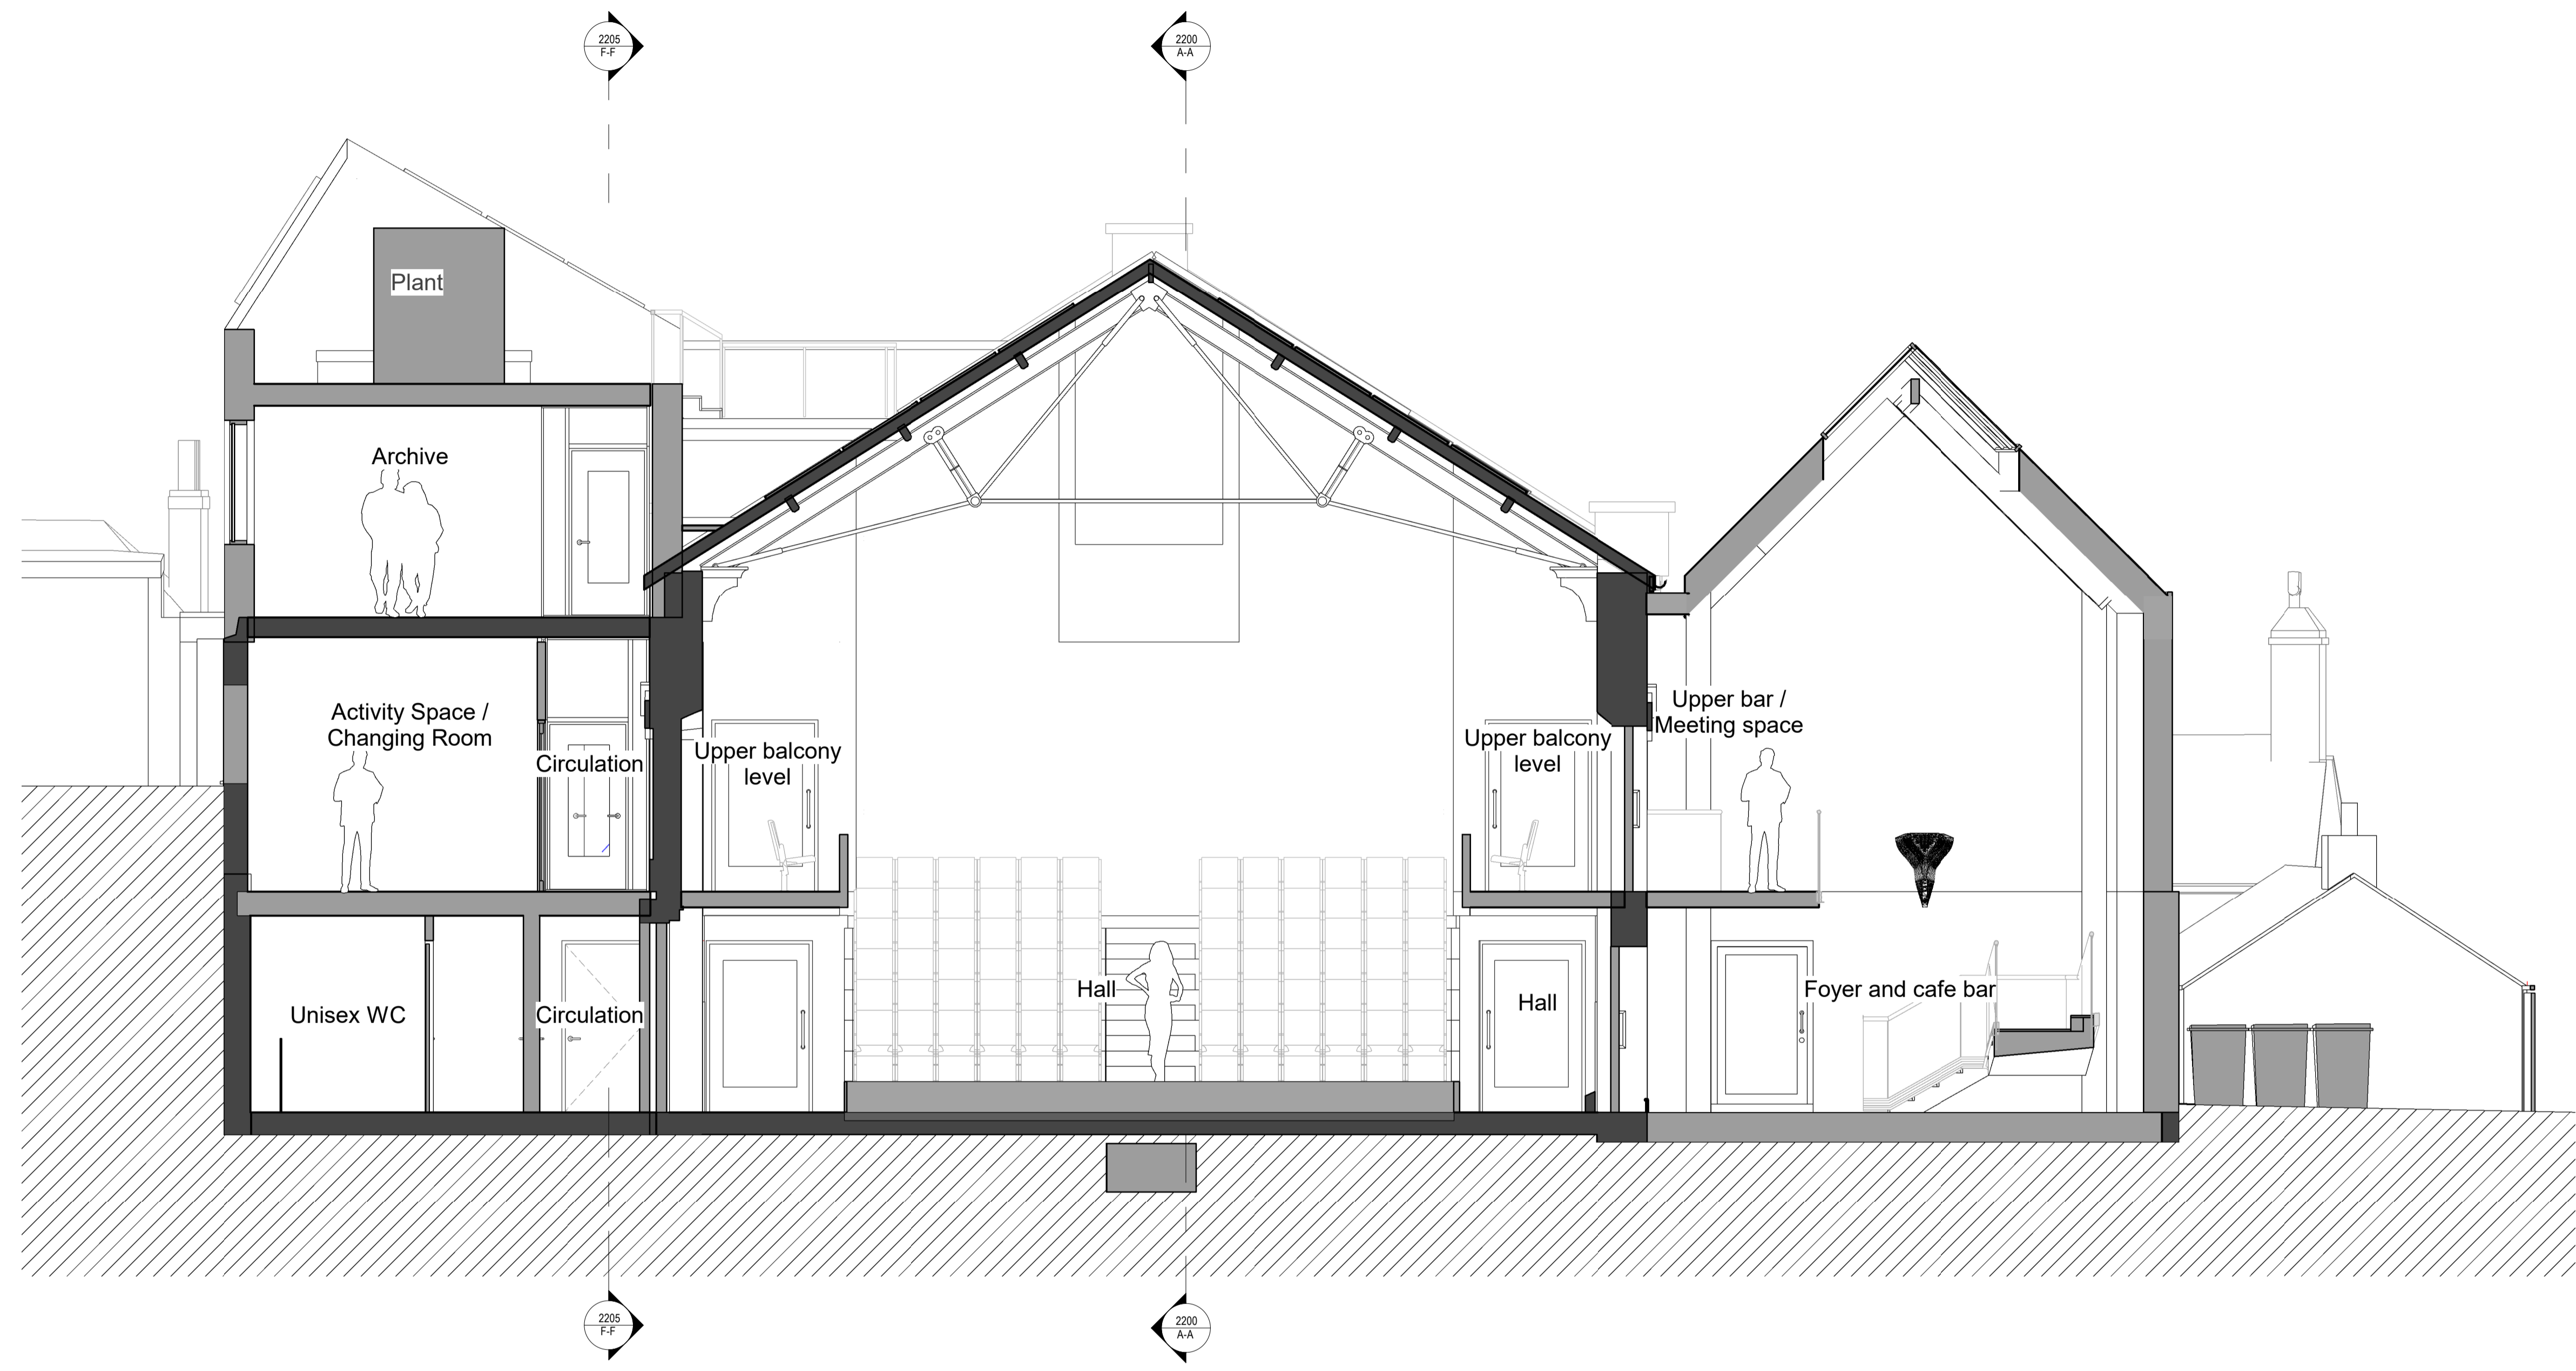 2205
F-F
2200
A-A
Plant
Archive
Activity Space /
Changing Room
Circulation
Upper balcony
level
Upper balcony
level
Upper bar /
Meeting space
Unisex WC
Circulation
Hall
Hall
Foyer and cafe bar
2205
F-F
2200
A-A